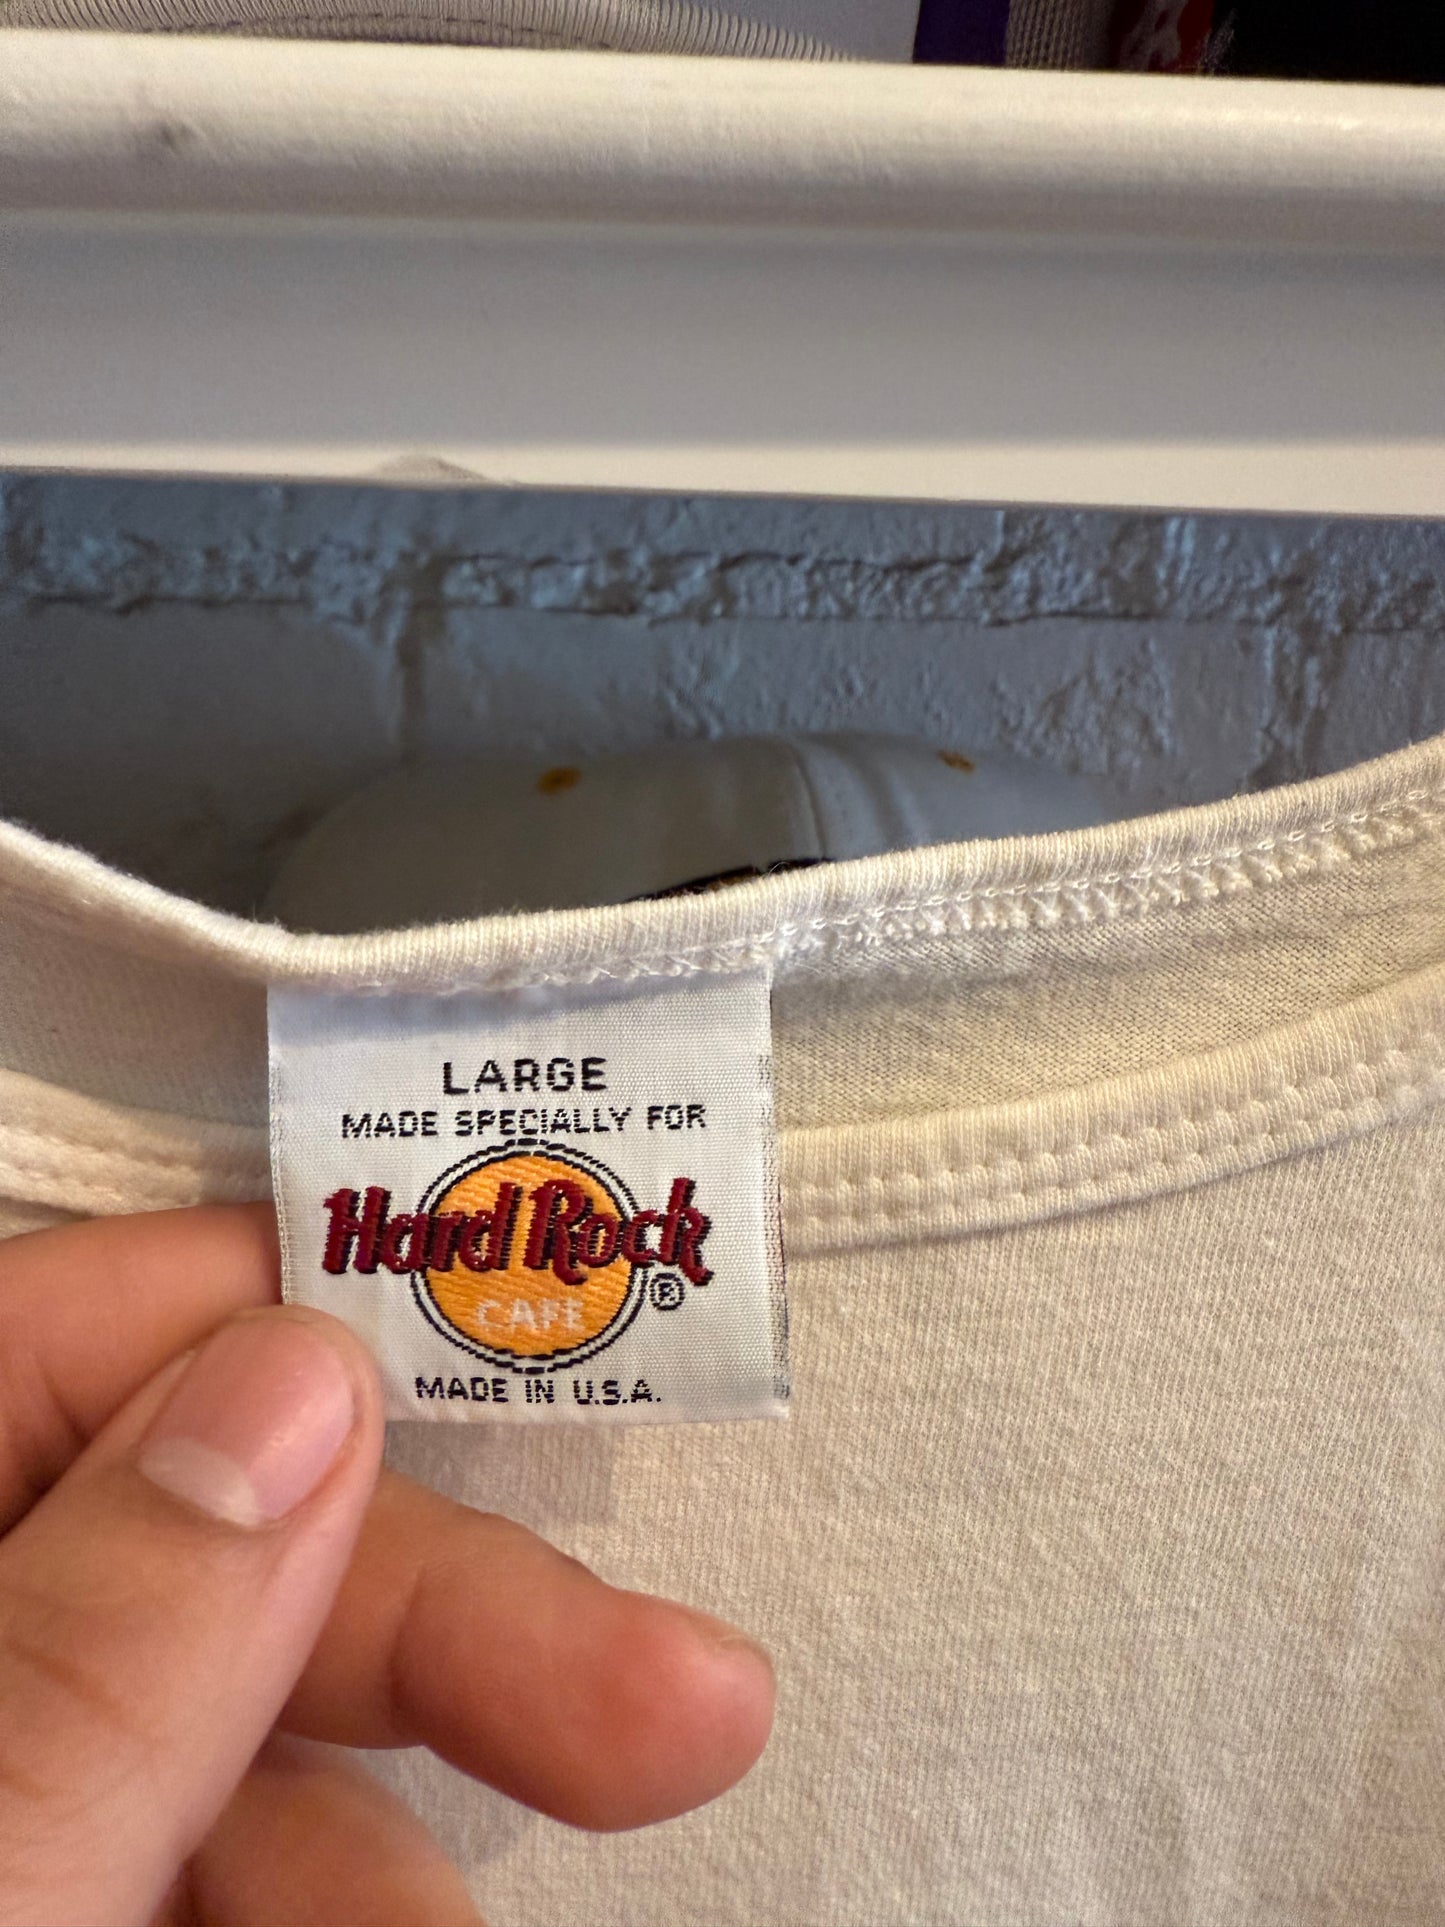 LARGE
MADE SPECIALLY FOR
Hard Rock
CAFE
®
MADE IN U.S.A.